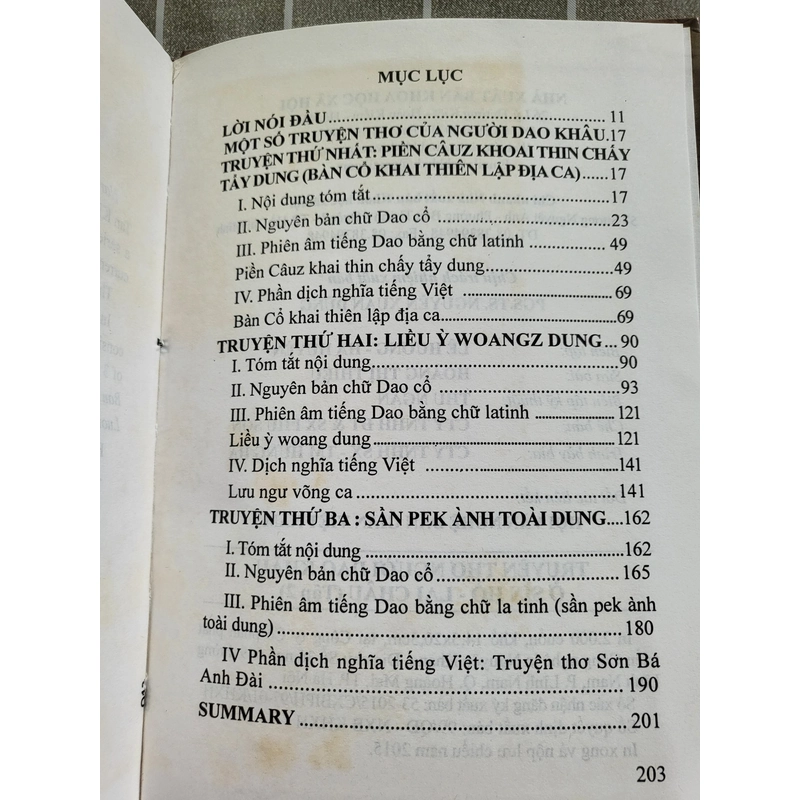 MỤC LỤC
LỜI NÓI ĐẦU 11
MỘT SỐ TRUYỆN THƠ CỦA NGƯỜI DAO KHÂU.17
TRUYỆN THỨ NHẤT: PIỀN CÂUZ KHOAI THIN CHẤY
TẨY DUNG (BÀN CỔ KHAI THIÊN LẬP ĐỊA CA) 17
I. Nội dung tóm tắt 17
II. Nguyên bản chữ Dao cổ 23
III. Phiên âm tiếng Dao bằng chữ latinh 49
Piền Câuz khai thin chấy tẩy dung 49
IV. Phần dịch nghĩa tiếng Việt 69
Bàn Cổ khai thiên lập địa ca 69
TRUYỆN THỨ HAI: LIỀU Ỳ WOANGZ DUNG 90
I. Tóm tắt nội dung 90
II. Nguyên bản chữ Dao cổ 93
III. Phiên âm tiếng Dao bằng chữ latinh 121
Liều ỳ woang dung 121
IV. Dịch nghĩa tiếng Việt 141
Lưu ngư võng ca 141
TRUYỆN THỨ BA : SẦN PEK ÀNH TOÀI DUNG 162
I. Tóm tắt nội dung 162
II. Nguyên bản chữ Dao cổ 165
III. Phiên âm tiếng Dao bằng chữ la tinh (sần pek ành
toài dung) 180
IV Phần dịch nghĩa tiếng Việt: Truyện thơ Sơn Bá
Anh Đài 190
SUMMARY 201
203